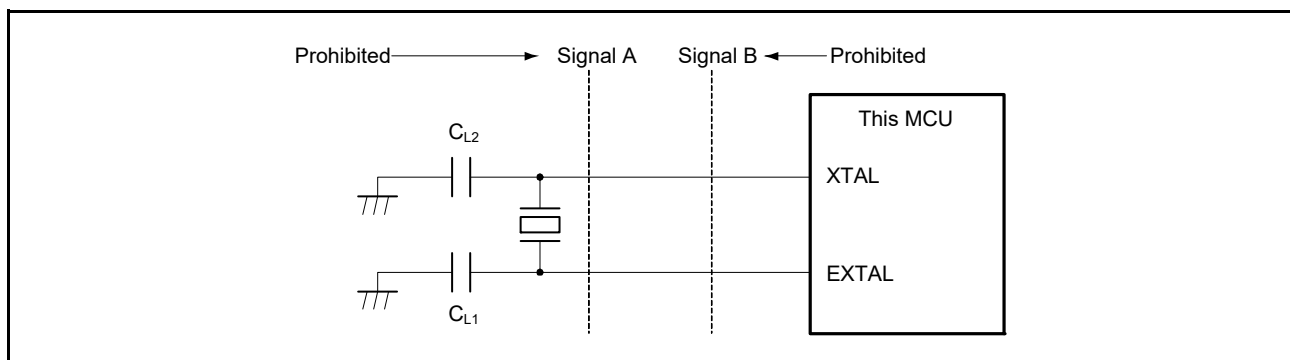 Prohibited Signal A Signal B Prohibited
This MCU
CL2
XTAL
EXTAL
CL1